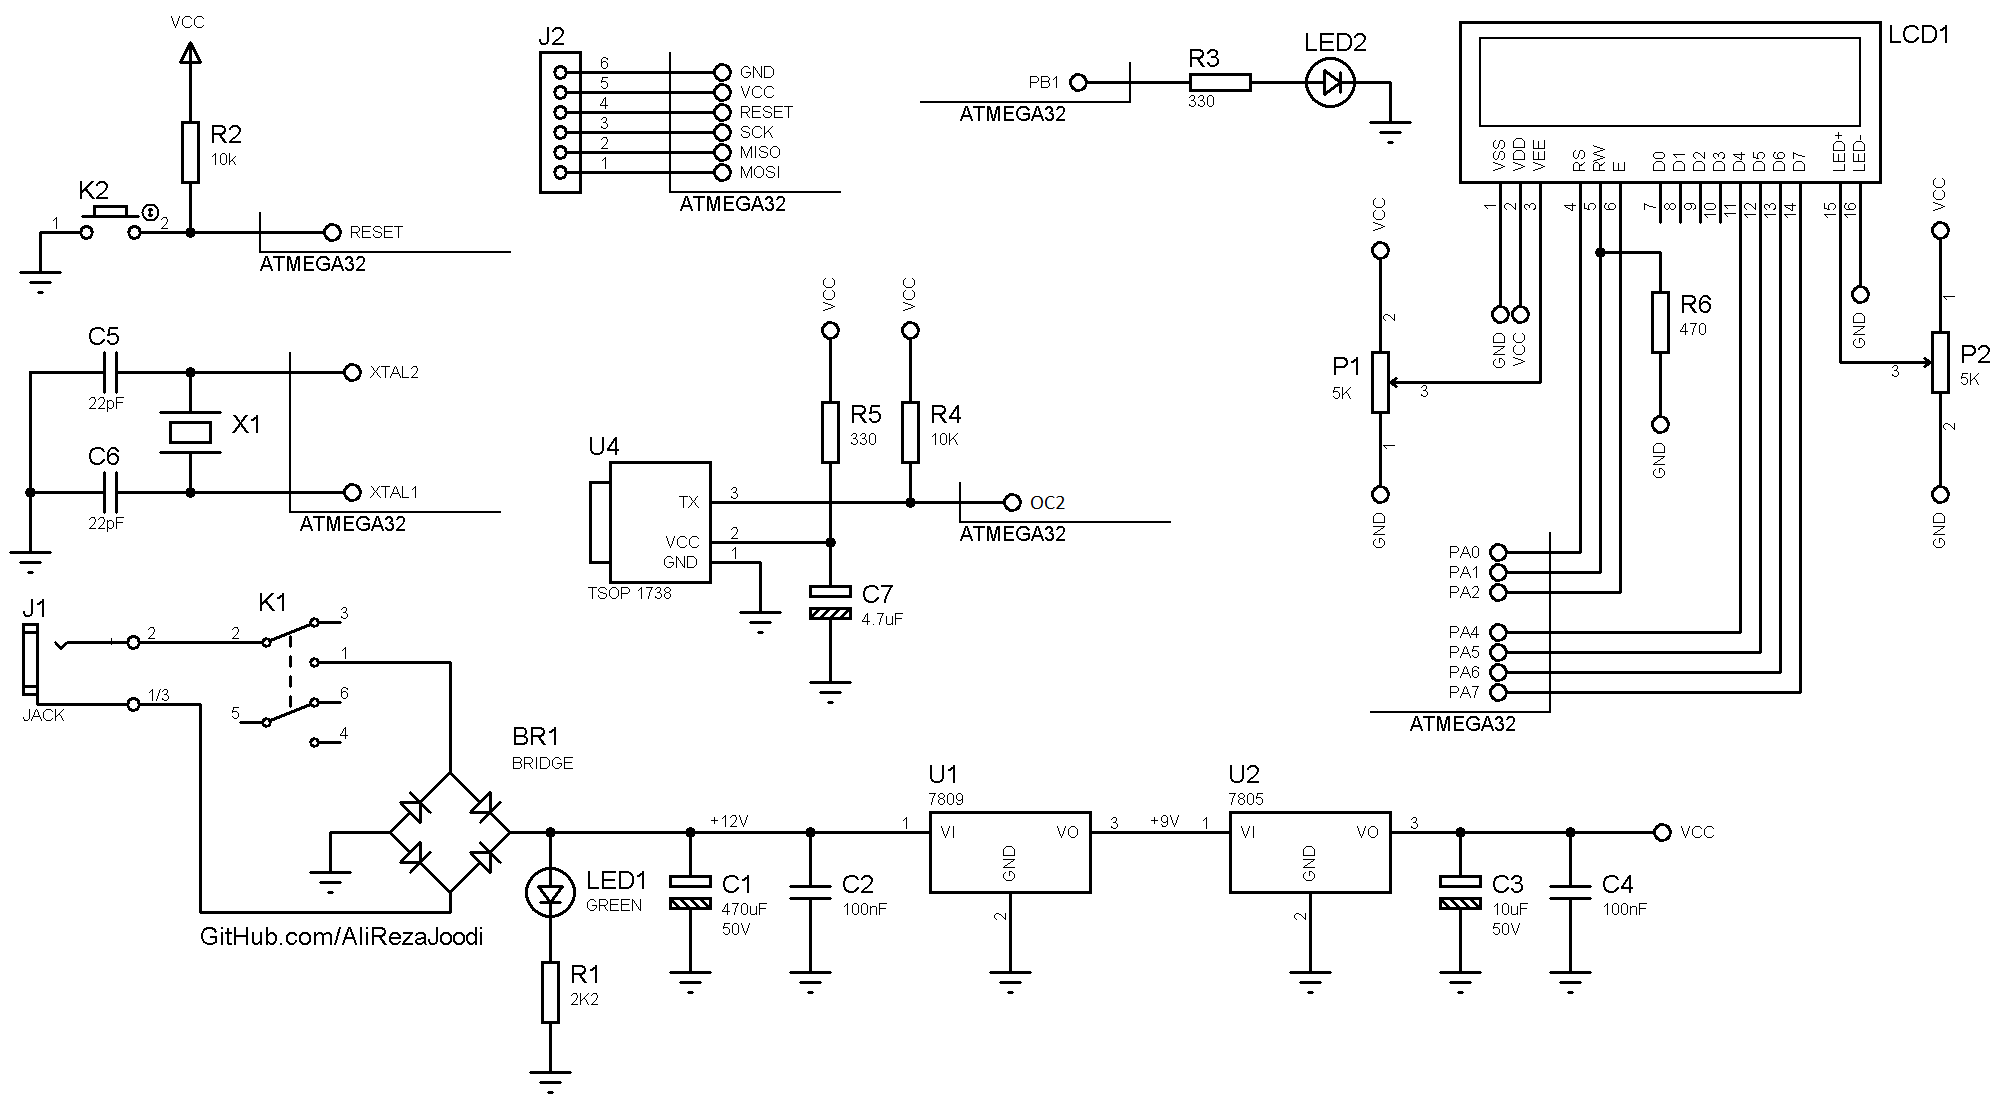 VCC
R2
10k
K2
1
2
RESET
ATMEGA32
J2
6
GND
5
VCC
4
RESET
3
SCK
2
MISO
1
MOSI
ATMEGA32
PB1
ATMEGA32
R3
330
LED2
LCD1
VSS
VDD
VEE
RS
RW
E
D0
D1
D2
D3
D4
D5
D6
D7
LED+
LED-
1
2
3
4
5
6
7
8
9
10
11
12
13
14
15
16
VCC
2
P1
5K
3
1
GND
GND
VCC
R6
470
GND
GND
VCC
1
P2
5K
3
2
GND
PA0
PA1
PA2
PA4
PA5
PA6
PA7
ATMEGA32
C5
22pF
XTAL2
X1
C6
22pF
XTAL1
ATMEGA32
VCC
VCC
R5
330
R4
10K
U4
TX
3
OC2
VCC
2
GND
1
ATMEGA32
TSOP 1738
C7
4.7uF
J1
+
2
1/3
JACK
K1
2
3
1
6
5
4
BR1
BRIDGE
GitHub.com/AliRezaJoodi
LED1
GREEN
R1
2K2
+12V
C1
470uF
50V
C2
100nF
U1
7809
1
VI
VO
3
GND
2
+9V
U2
7805
1
VI
VO
3
GND
2
C3
10uF
50V
C4
100nF
VCC